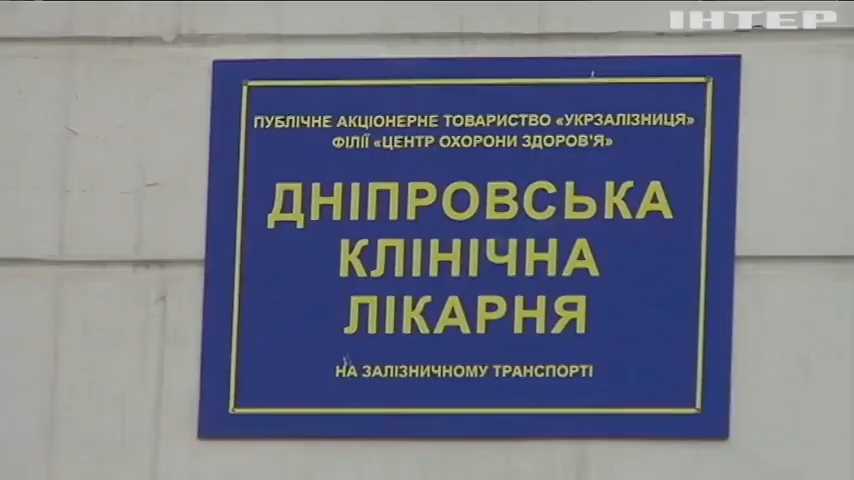 ІНТЕР
ПУБЛІЧНЕ АКЦІОНЕРНЕ ТОВАРИСТВО «УКРЗАЛІЗНИЦЯ»
ФІЛІЇ «ЦЕНТР ОХОРОНИ ЗДОРОВ'Я»
ДНІПРОВСЬКА
КЛІНІЧНА
ЛІКАРНЯ
НА ЗАЛІЗНИЧНОМУ ТРАНСПОРТІ